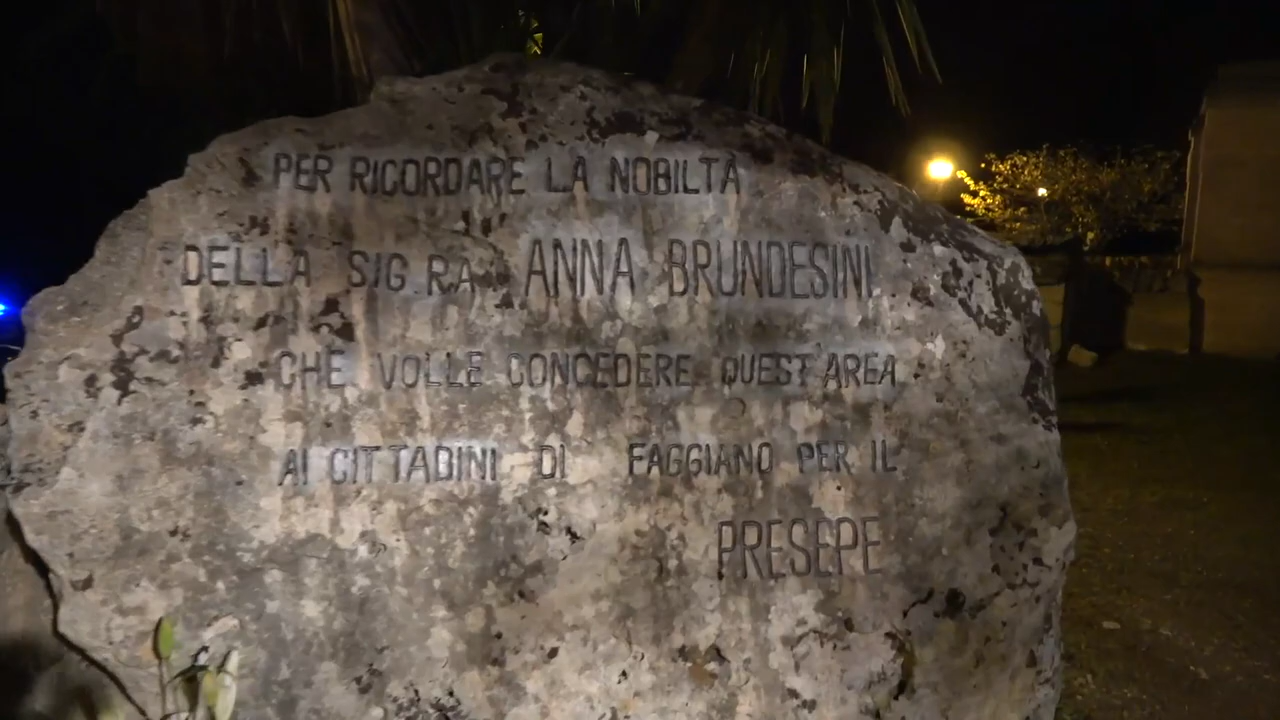 PER RICORDARE LA NOBILTÀ
DELLA SIG.RA ANNA BRUNDESINI
CHE VOLLE CONCEDERE QUEST'AREA
AI CITTADINI DI FAGGIANO PER IL
PRESEPE